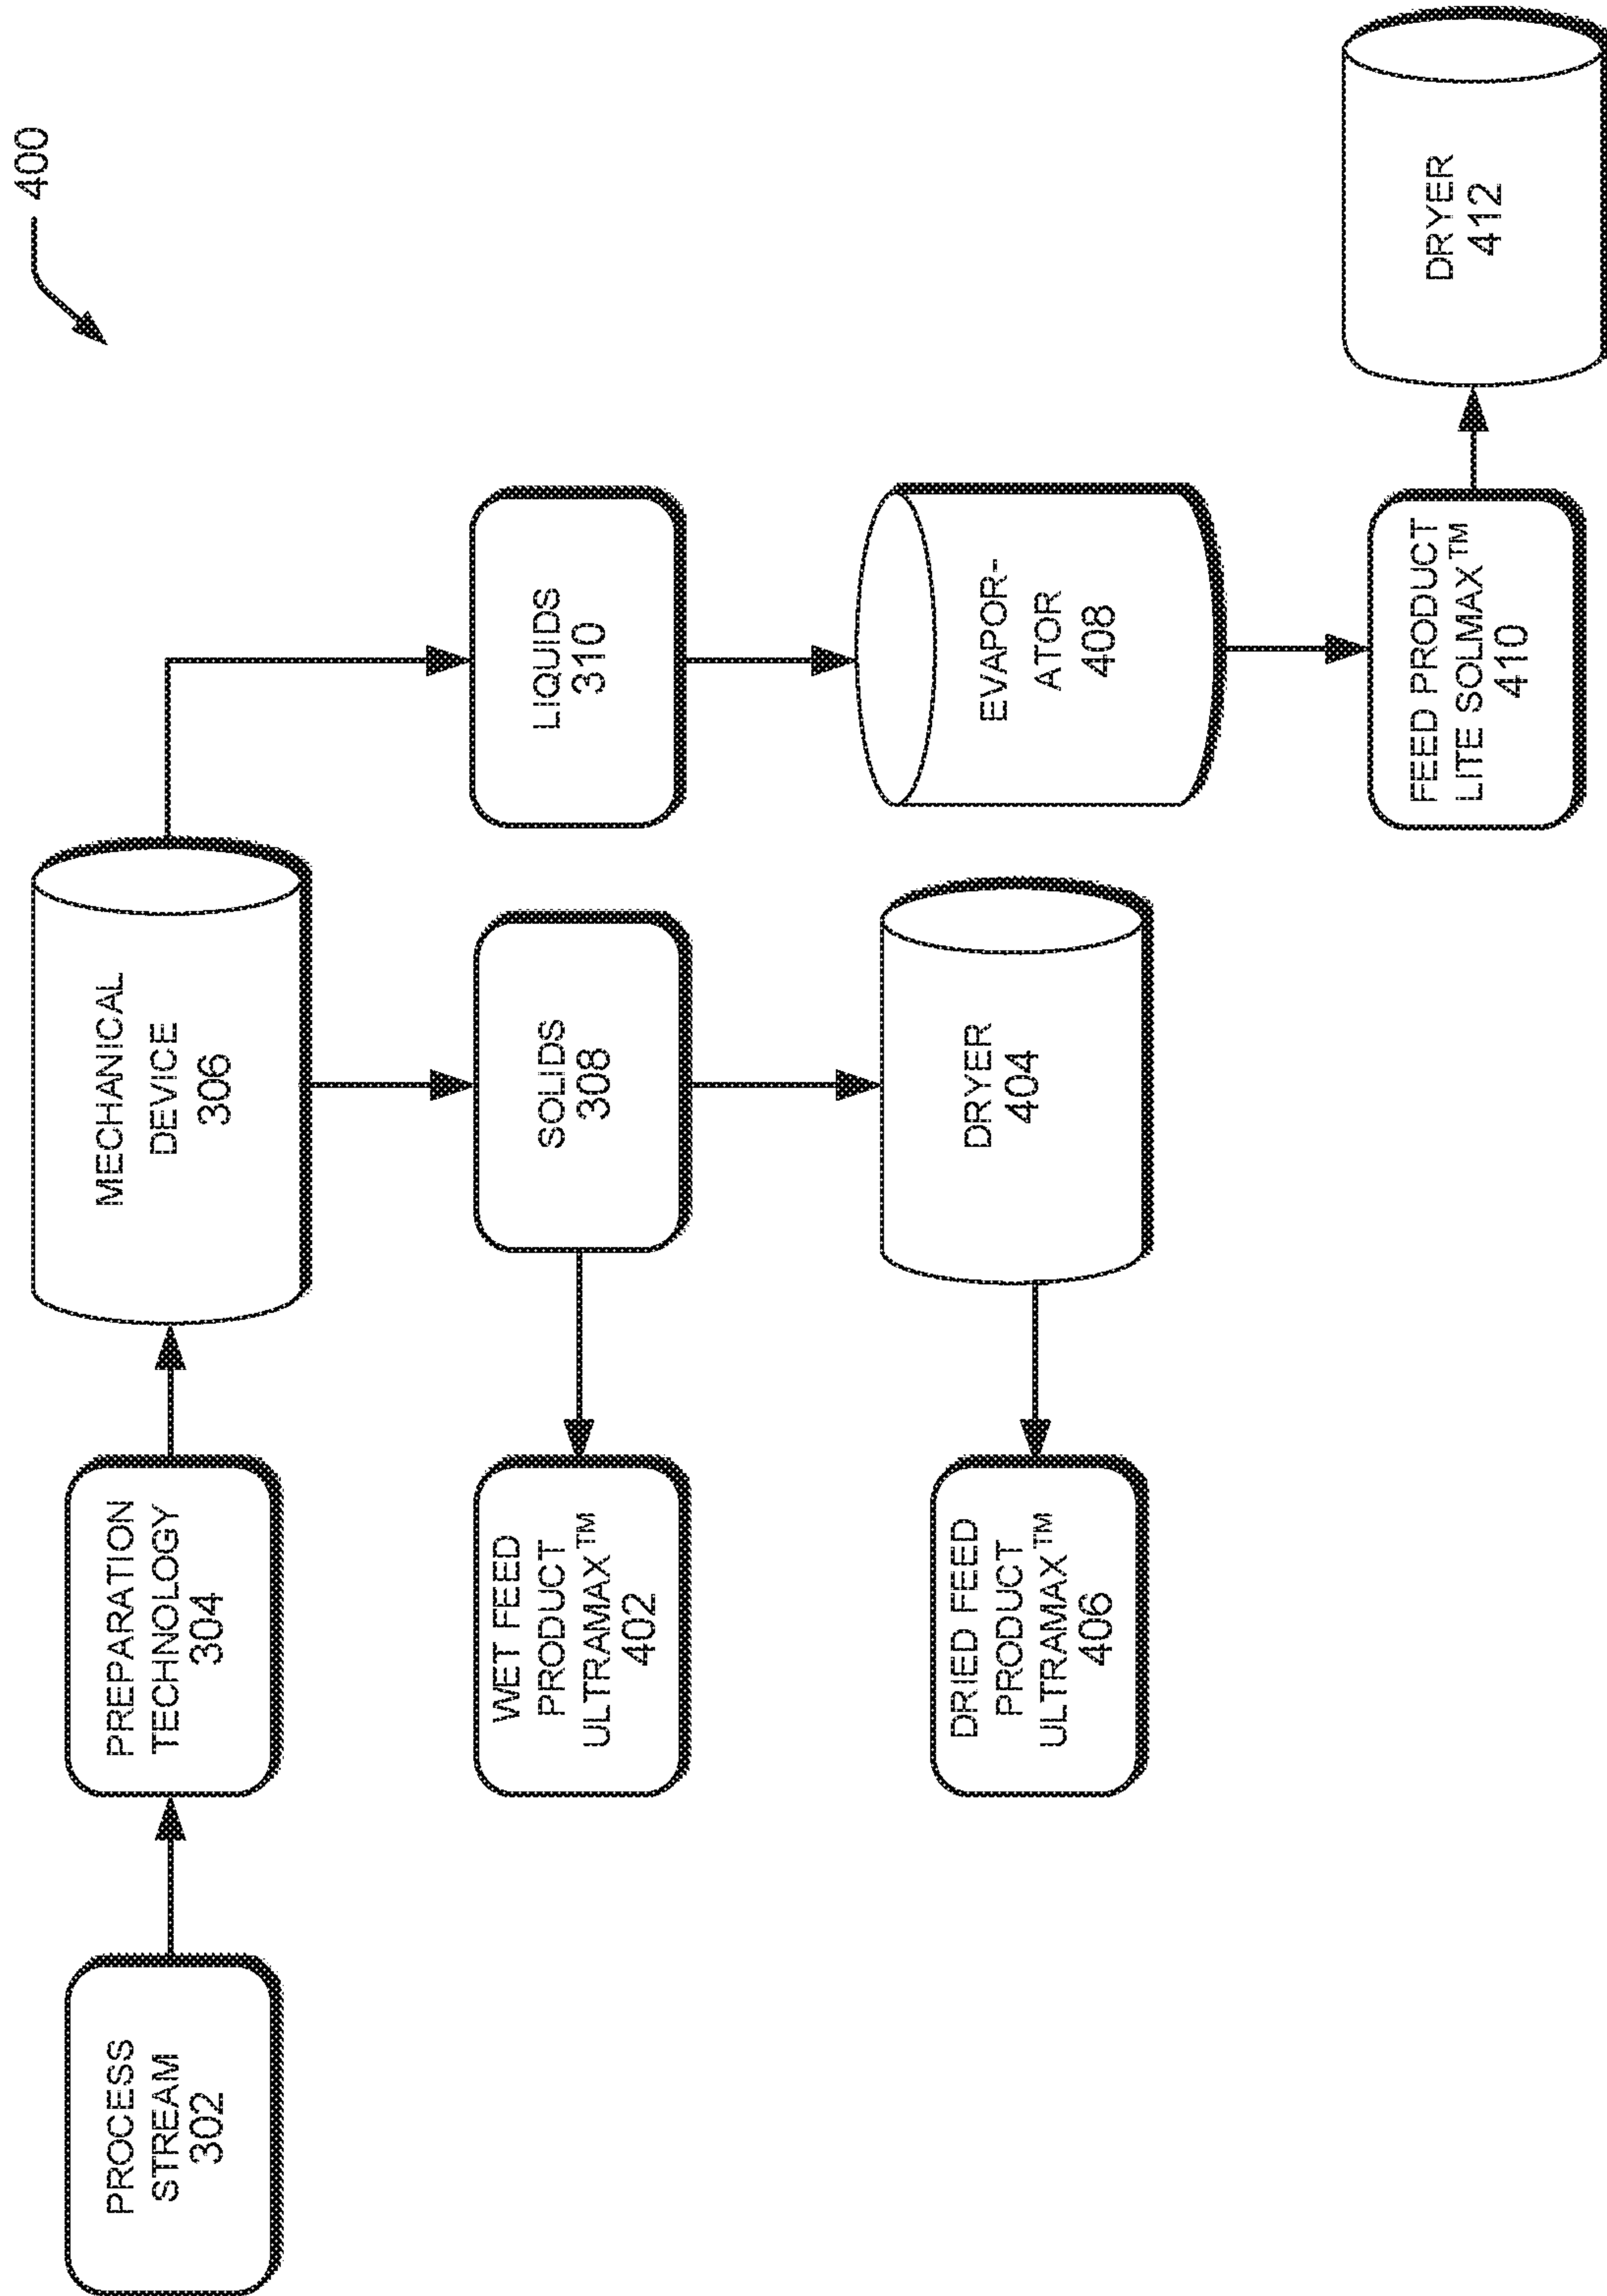 400
PROCESS
STREAM
302
PREPARATION
TECHNOLOGY
304
MECHANICAL
DEVICE
306
WET FEED
PRODUCT
ULTRAMAX™
402
SOLIDS
308
LIQUIDS
310
DRIED FEED
PRODUCT
ULTRAMAX™
406
DRYER
404
EVAPOR-
ATOR
408
FEED PRODUCT
LITE SOLMAX™
410
DRYER
412